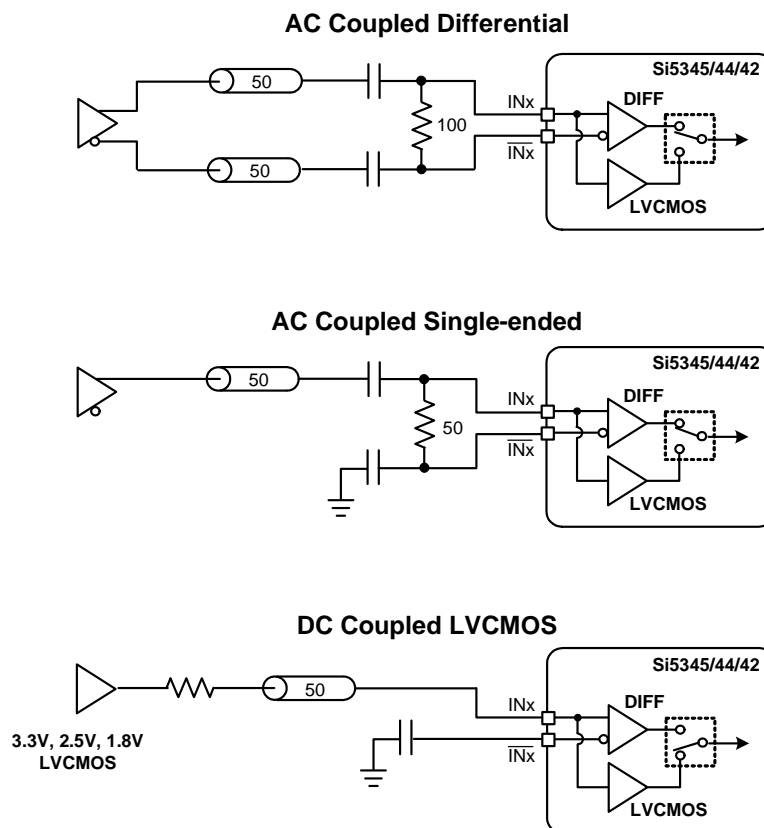 AC Coupled Differential
Si5345/44/42
50
INx
DIFF
100
50
INx
LVCMOS
AC Coupled Single-ended
Si5345/44/42
50
INx
DIFF
50
INx
LVCMOS
DC Coupled LVCMOS
Si5345/44/42
50
INx
DIFF
3.3V, 2.5V, 1.8V
LVCMOS
INx
LVCMOS